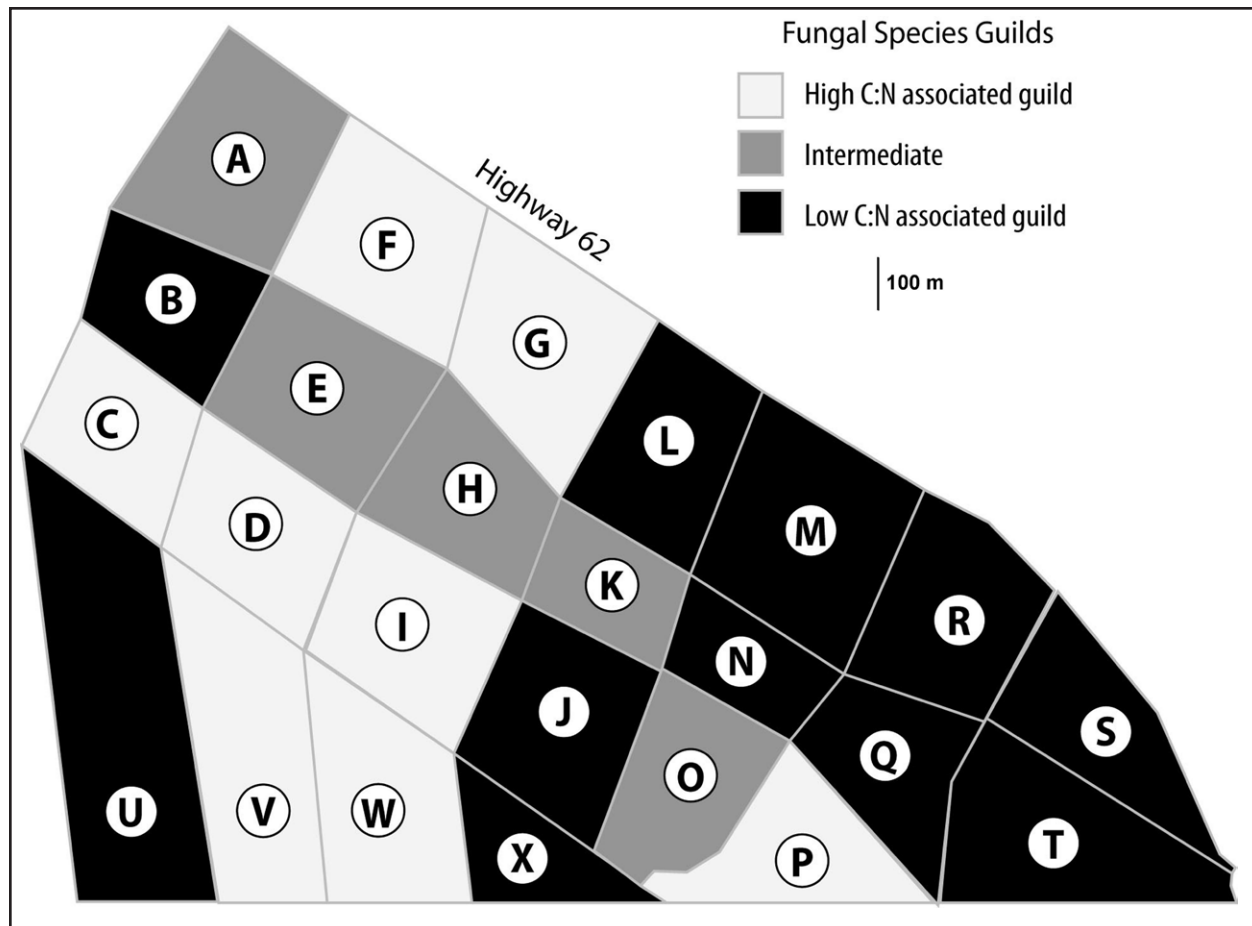 Fungal Species Guilds
High C:N associated guild
Intermediate
Low C:N associated guild
100 m
Highway 62
A
F
B
G
E
C
L
H
D
M
K
I
R
N
J
S
Q
O
U
V
W
T
X
P